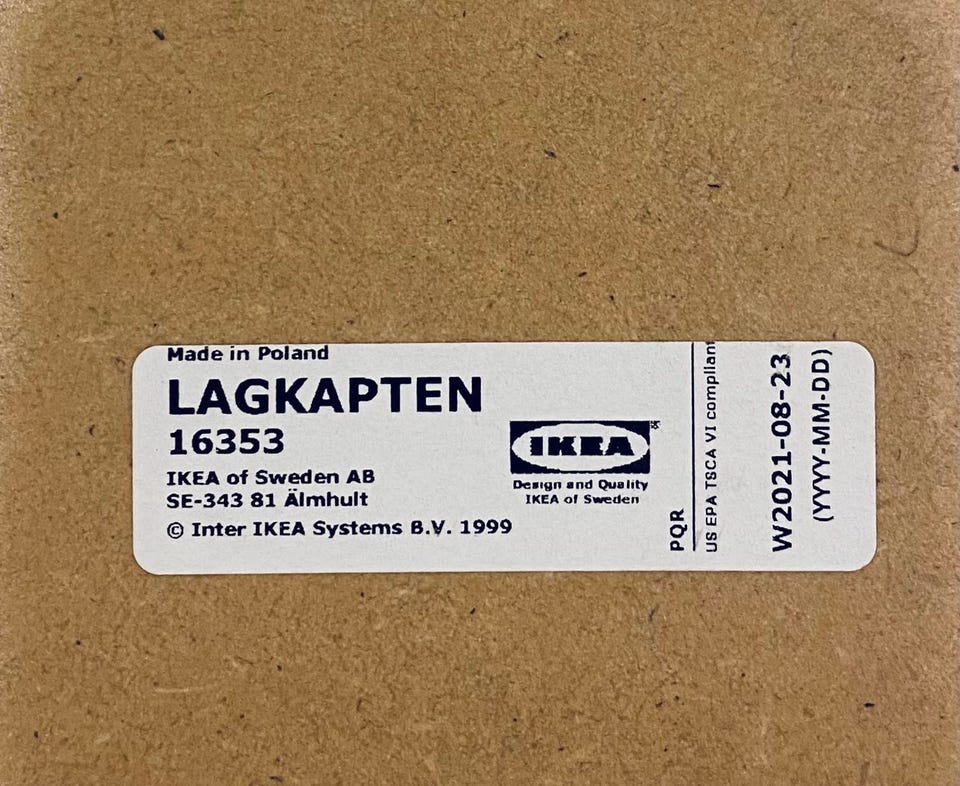 Made in Poland
LAGKAPTEN
16353
IKEA of Sweden AB
SE-343 81 Älmhult
© Inter IKEA Systems B.V. 1999
IKEA®
Design and Quality
IKEA of Sweden
PQR
US EPA TSCA VI compliant
W2021-08-23
(YYYY-MM-DD)